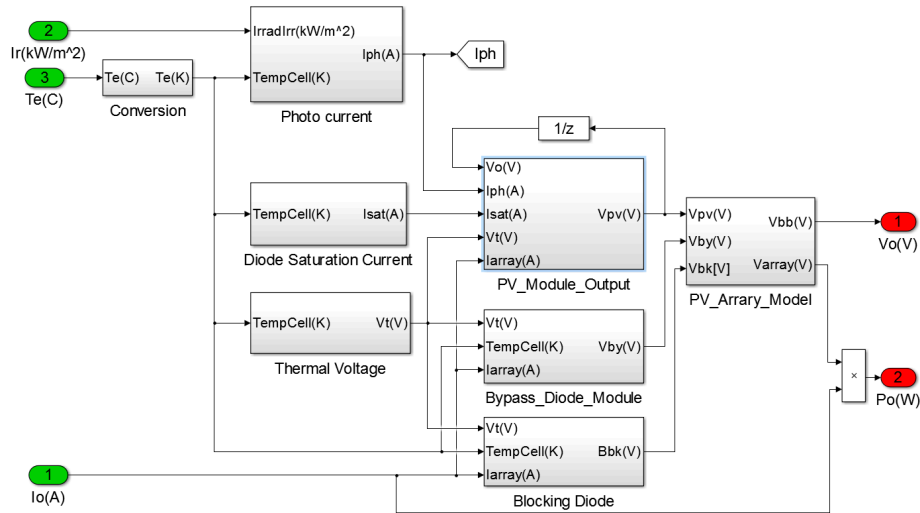 2
Ir(kW/m^2)
3
Te(C)
Te(C) Te(K)
Conversion
IrradIrr(kW/m^2)
Iph(A)
TempCell(K)
Photo current
Iph
1/z
TempCell(K) Isat(A)
Diode Saturation Current
Vo(V)
Iph(A)
Isat(A) Vpv(V)
Vt(V)
Iarray(A)
PV_Module_Output
Vpv(V)
Vbb(V)
Vby(V)
Varray(V)
Vbk[V]
PV_Arrary_Model
1
Vo(V)
TempCell(K) Vt(V)
Thermal Voltage
Vt(V)
TempCell(K) Vby(V)
Iarray(A)
Bypass_Diode_Module
×
2
Po(W)
Vt(V)
TempCell(K) Bbk(V)
Iarray(A)
Blocking Diode
1
Io(A)